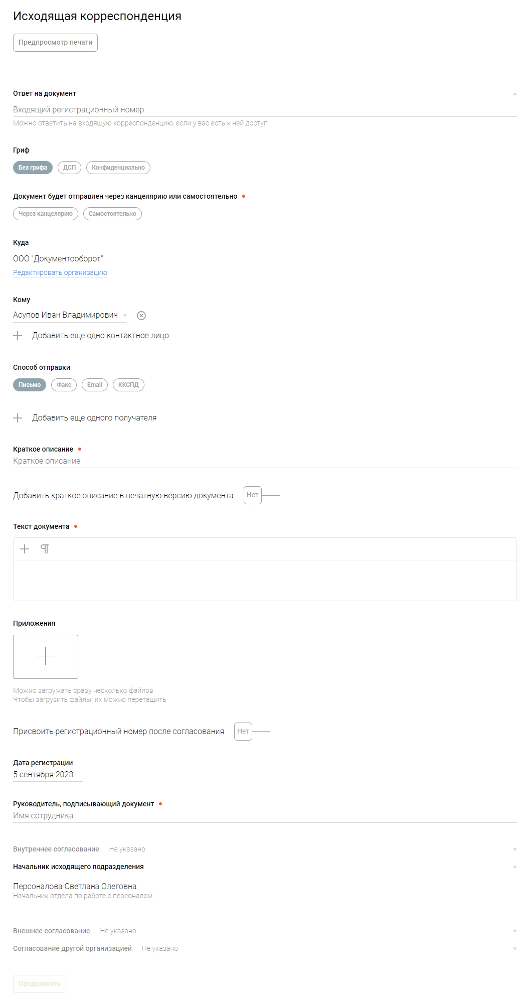 Исходящая корреспонденция
Предпросмотр печати
Ответ на документ
Входящий регистрационный номер
Можно ответить на входящую корреспонденцию, если у вас есть к ней доступ
Гриф
Без грифа ДСП Конфиденциально
Документ будет отправлен через канцелярию или самостоятельно
Через канцелярию Самостоятельно
Куда
ООО "Документооборот"
Редактировать организацию
Кому
Асупов Иван Владимирович
Добавить еще одно контактное лицо
Способ отправки
Письмо Факс Email ККСПД
Добавить еще одного получателя
Краткое описание
Краткое описание
Добавить краткое описание в печатную версию документа Нет
Текст документа
Приложения
Можно загружать сразу несколько файлов
Чтобы загрузить файлы, их можно перетащить
Присвоить регистрационный номер после согласования Нет
Дата регистрации
5 сентября 2023
Руководитель, подписывающий документ
Имя сотрудника
Внутреннее согласование Не указано
Начальник исходящего подразделения
Персоналова Светлана Олеговна
Начальник отдела по работе с персоналом
Внешнее согласование Не указано
Согласование другой организацией Не указано
Продолжить